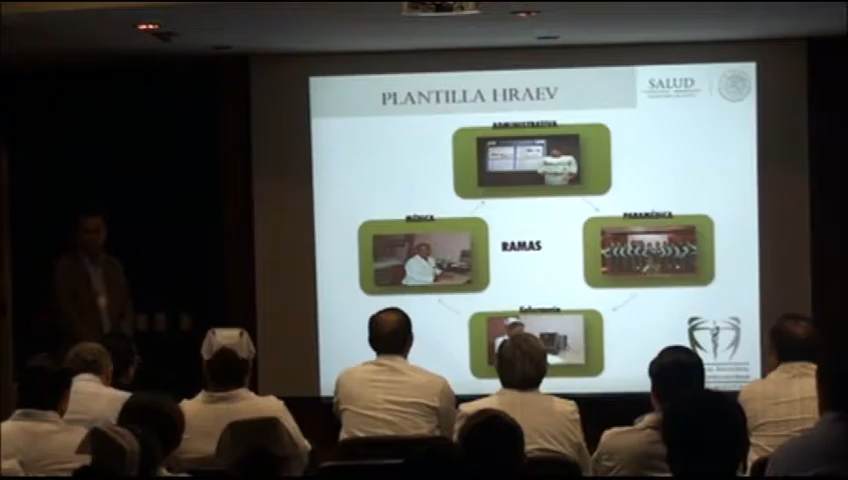 PLANTILLA HRAEV
SALUD
ADMINISTRATIVA
MÉDICA
PARAMÉDICA
RAMAS
Enfermería